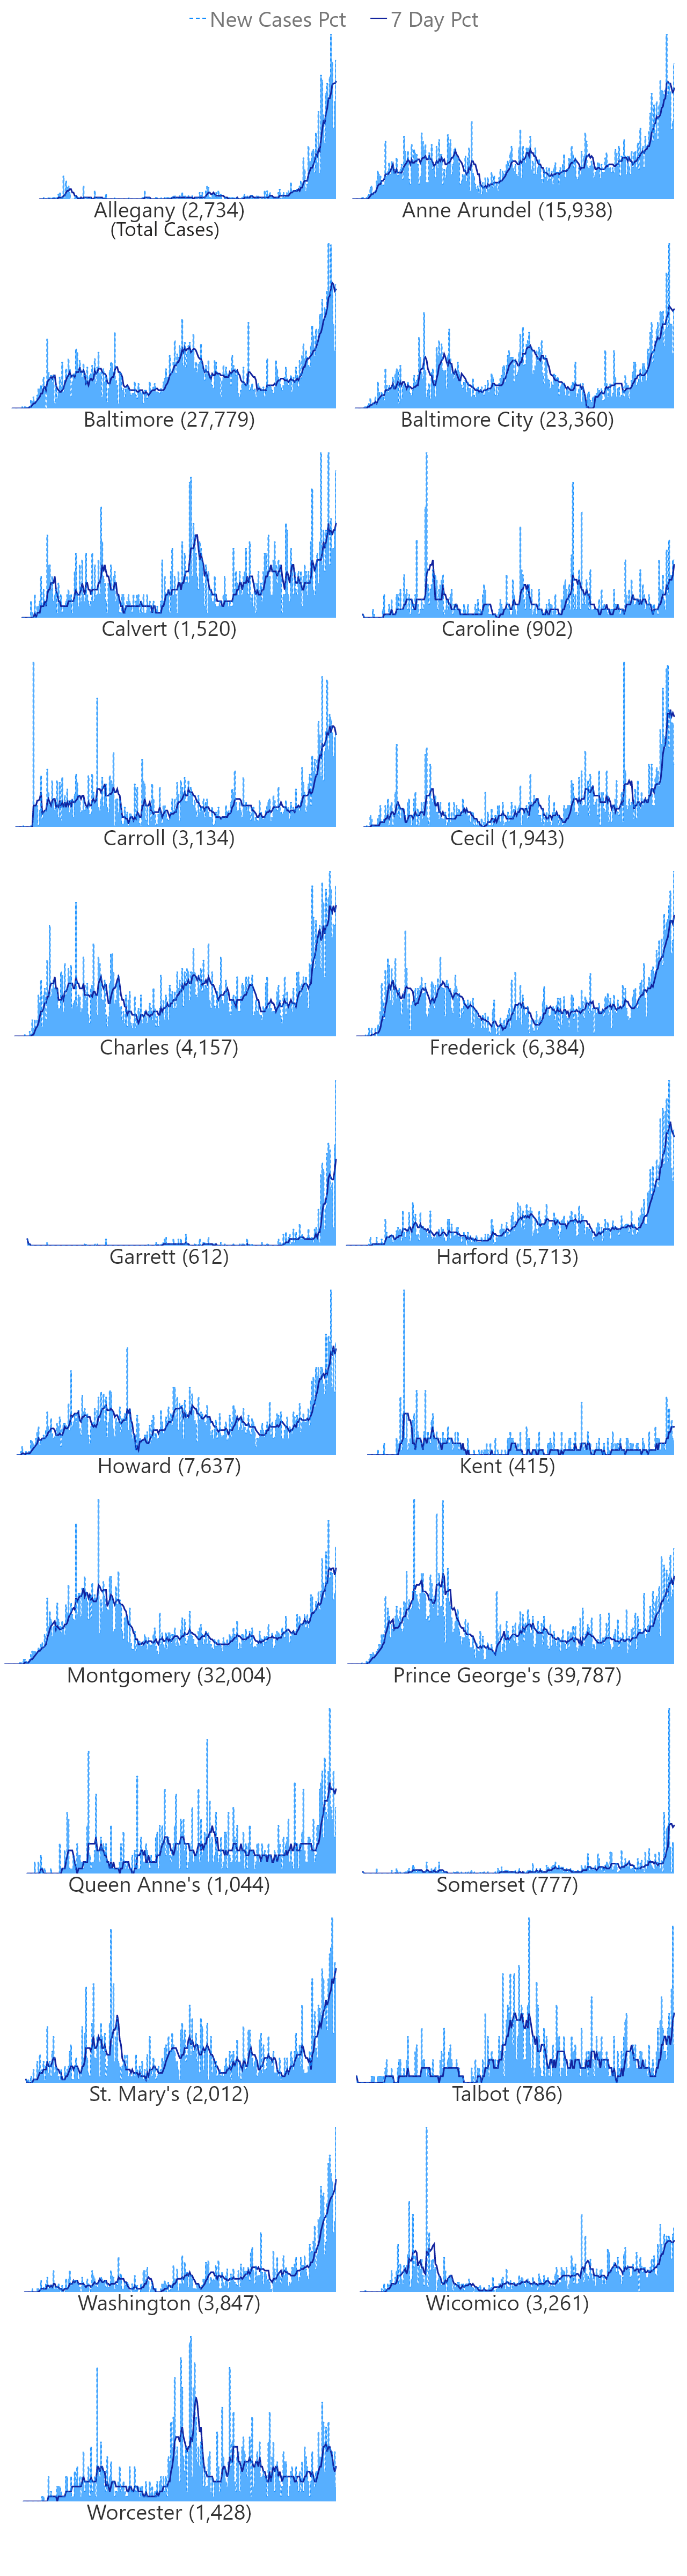 New Cases Pct 7 Day Pct
Allegany (2,734) Anne Arundel (15,938)
(Total Cases)
Baltimore (27,779) Baltimore City (23,360)
Calvert (1,520) Caroline (902)
Carroll (3,134) Cecil (1,943)
Charles (4,157) Frederick (6,384)
Garrett (612) Harford (5,713)
Howard (7,637) Kent (415)
Montgomery (32,004) Prince George's (39,787)
Queen Anne's (1,044) Somerset (777)
St. Mary's (2,012) Talbot (786)
Washington (3,847) Wicomico (3,261)
Worcester (1,428)